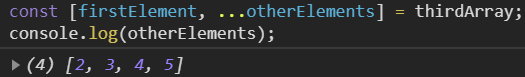 const [firstElement, ...otherElements] = thirdArray;
console.log(otherElements);
▶ (4) [2, 3, 4, 5]